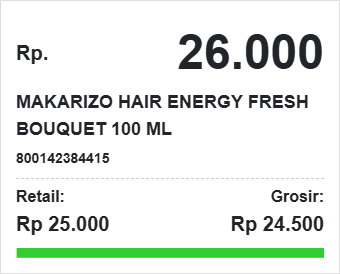 Rp. 26.000
MAKARIZO HAIR ENERGY FRESH
BOUQUET 100 ML
800142384415
Retail: Grosir:
Rp 25.000 Rp 24.500